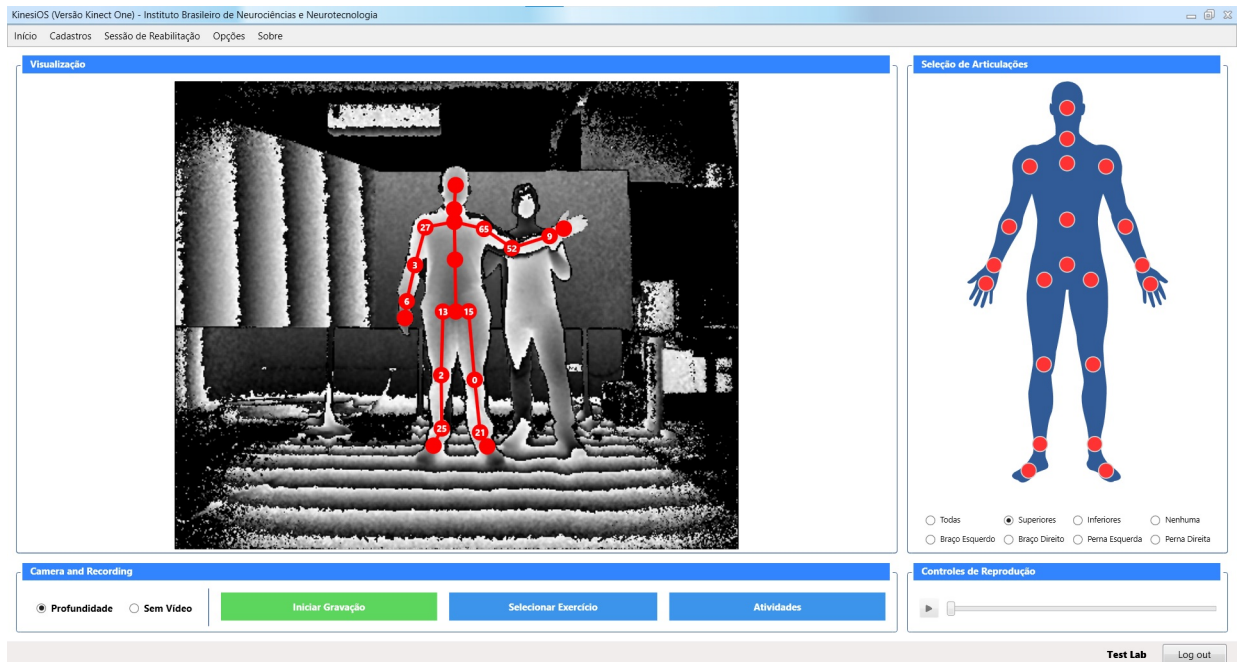 KinesiOS (Versão Kinect One) - Instituto Brasileiro de Neurociências e Neurotecnologia
Início Cadastros Sessão de Reabilitação Opções Sobre
Visualização
27
65
9
52
3
6
13
15
2
0
25
21
Seleção de Articulações
Todas Superiores Inferiores Nenhuma
Braço Esquerdo Braço Direito Perna Esquerda Perna Direita
Camera and Recording
Profundidade Sem Vídeo Iniciar Gravação Selecionar Exercício Atividades
Controles de Reprodução
Test Lab Log out